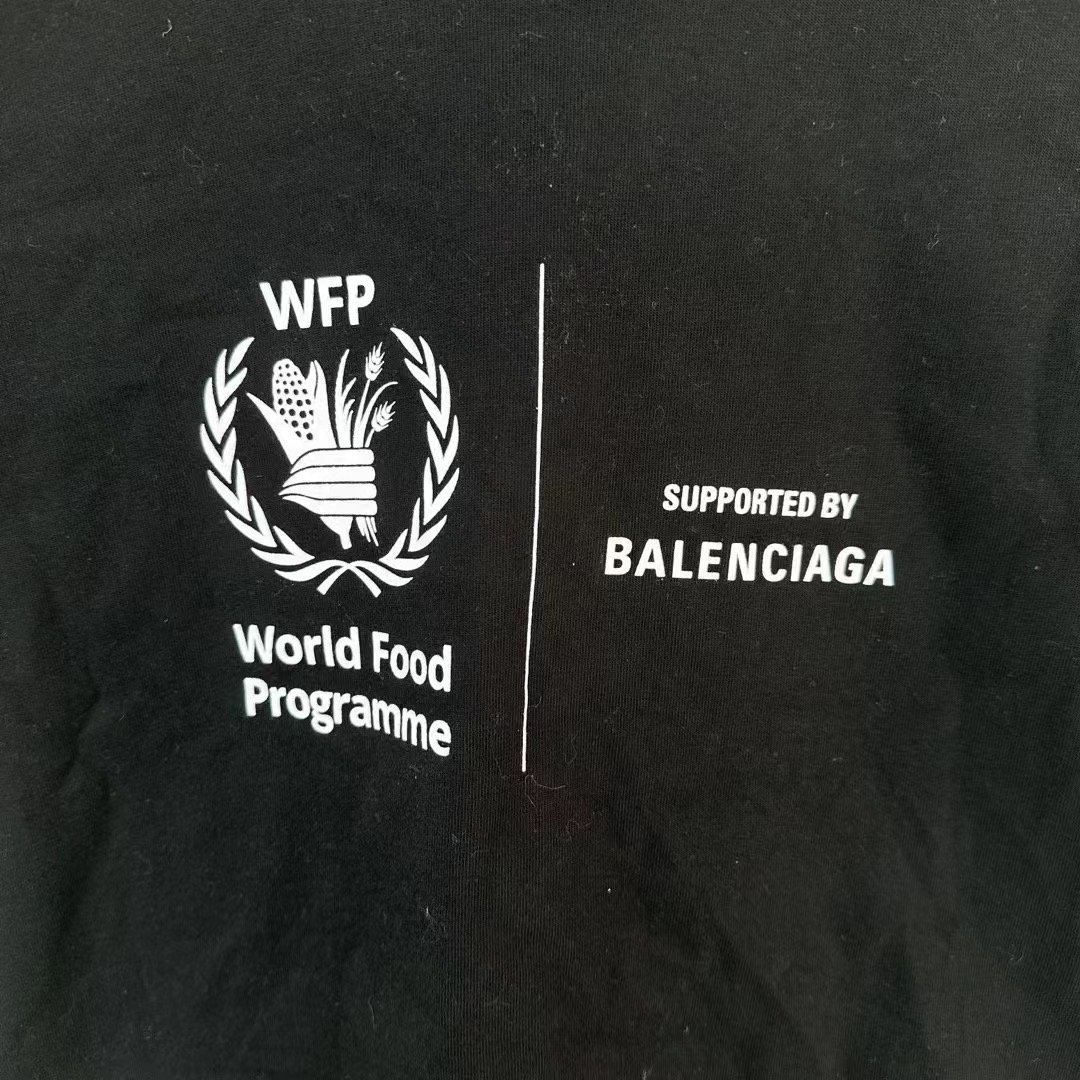 WFP
World Food
Programme
SUPPORTED BY
BALENCIAGA